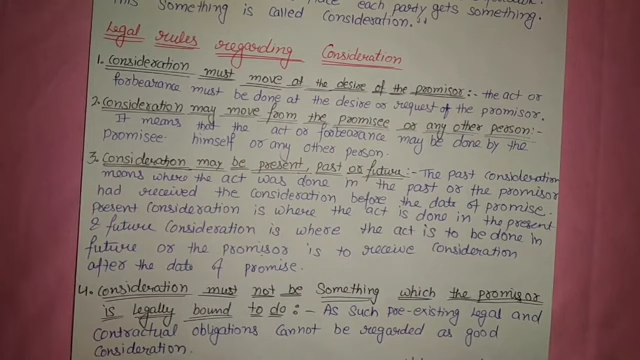 This something is called consideration."
each party gets something.
Legal rules regarding Consideration
1. Consideration must move at the desire of the promisor:- the act or
forbearance must be done at the desire or request of the promisor.
2. Consideration may move from the promisee or any other person:-
It means that the act or forbearance may be done by the
promisee himself or any other person.
3. Consideration may be present, past or future:- The past consideration
means where the act was done in the past or the promisor
had received the consideration before the date of promise.
present consideration is where the act is done in the present
& future consideration is where the act is to be done in
future or the promisor is to receive consideration
after the date of promise.
4. Consideration must not be Something which the promisor
is legally bound to do:- As such pre-existing legal and
contractual obligations cannot be regarded as good
consideration.